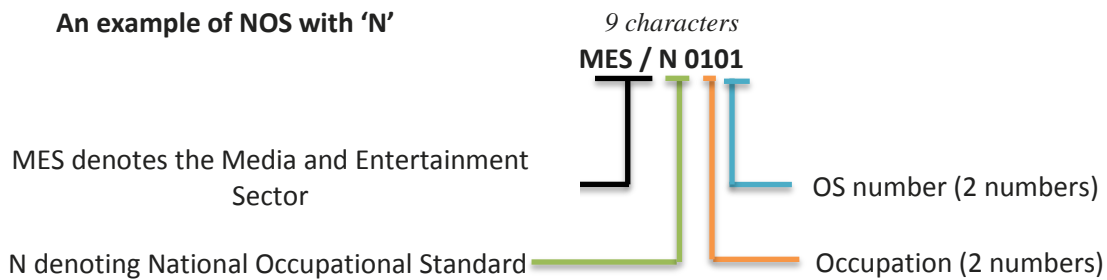 An example of NOS with ‘N’
9 characters
MES / N 0101
MES denotes the Media and Entertainment
Sector
OS number (2 numbers)
N denoting National Occupational Standard
Occupation (2 numbers)